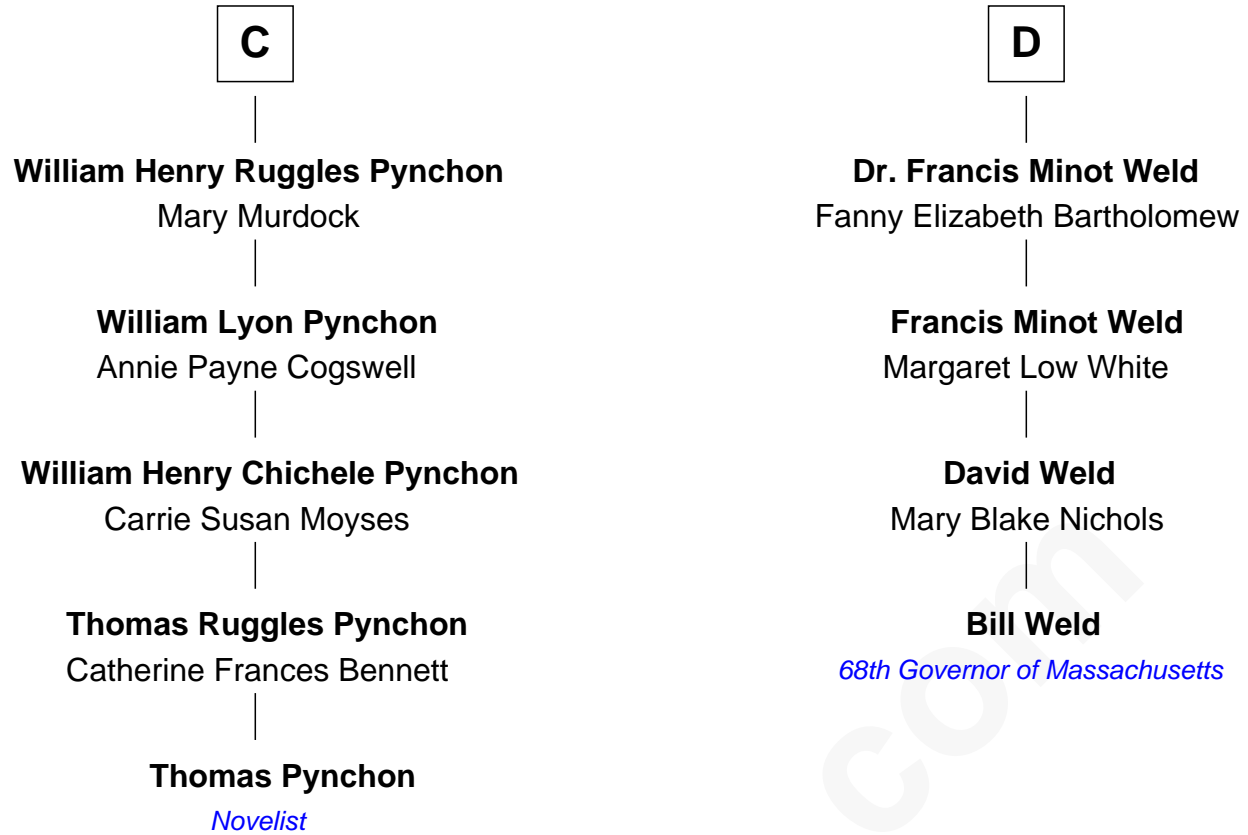 C
William Henry Ruggles Pynchon
Mary Murdock
William Lyon Pynchon
Annie Payne Cogswell
William Henry Chichele Pynchon
Carrie Susan Moyses
Thomas Ruggles Pynchon
Catherine Frances Bennett
Thomas Pynchon
Novelist
D
Dr. Francis Minot Weld
Fanny Elizabeth Bartholomew
Francis Minot Weld
Margaret Low White
David Weld
Mary Blake Nichols
Bill Weld
68th Governor of Massachusetts
com